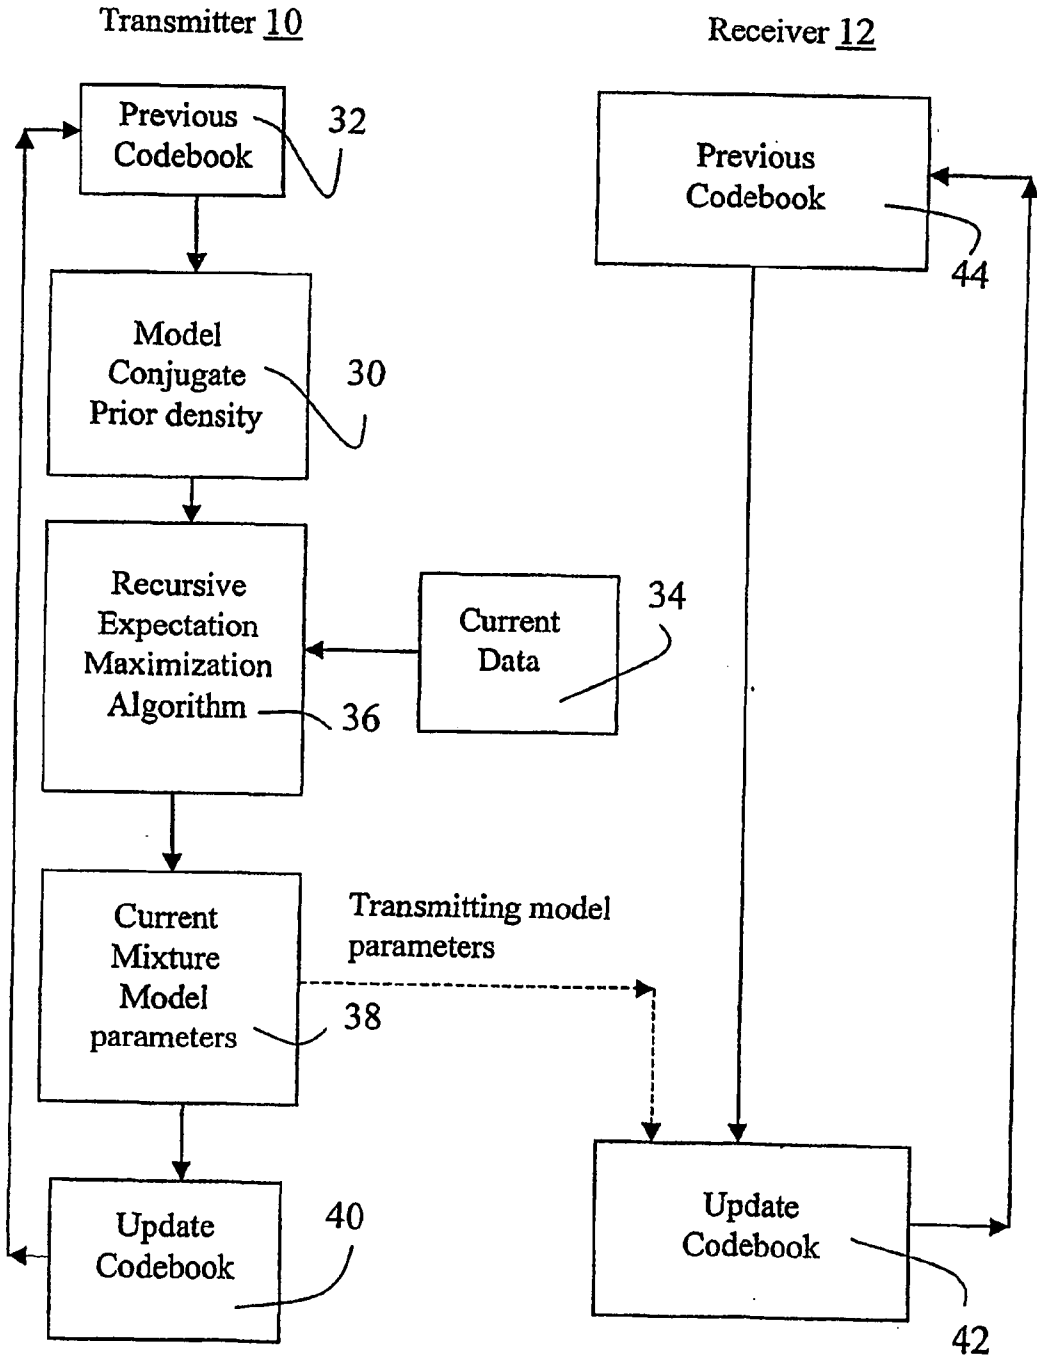 Transmitter 10
Receiver 12
Previous
Codebook
32
Previous
Codebook
44
Model
Conjugate
Prior density
30
Recursive
Expectation
Maximization
Algorithm
36
Current
Data
34
Current
Mixture
Model
parameters
38
Transmitting model
parameters
Update
Codebook
40
Update
Codebook
42